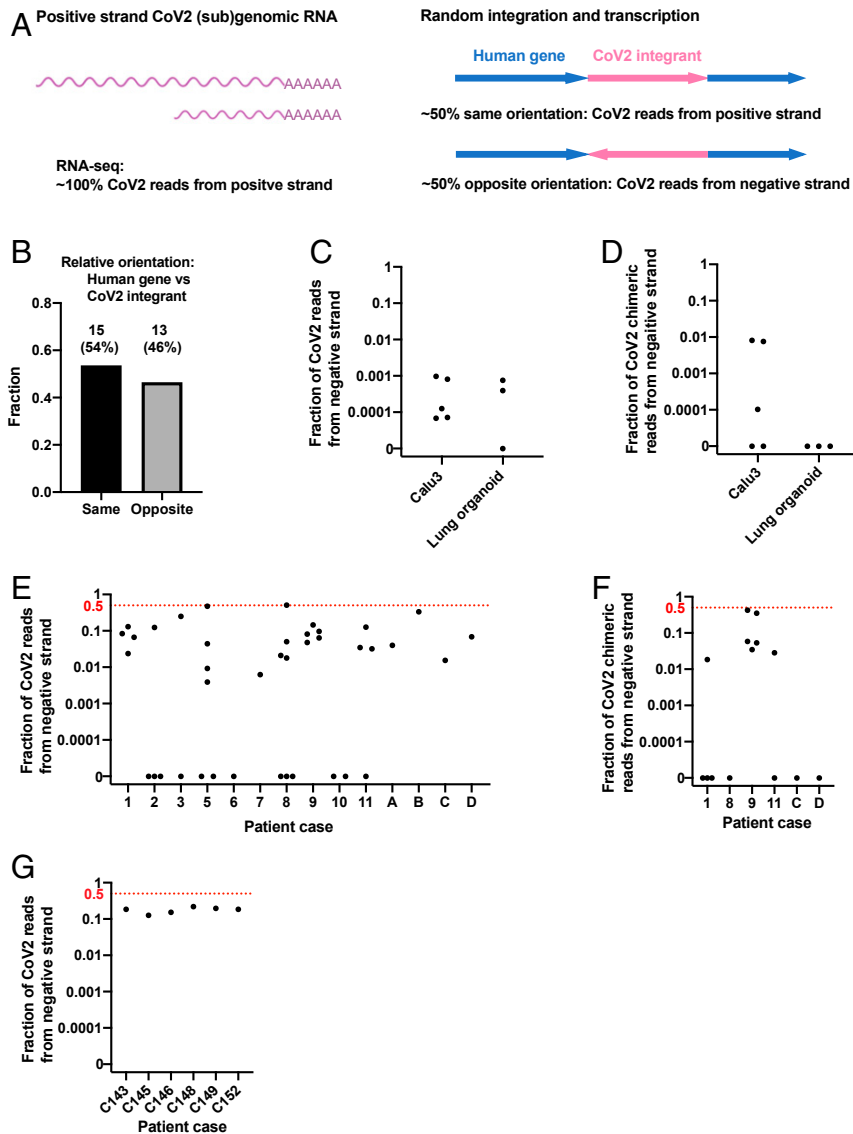 A
Positive strand CoV2 (sub)genomic RNA
AAAAAA
AAAAAA
RNA-seq:
~100% CoV2 reads from positve strand
Random integration and transcription
Human gene
CoV2 integrant
~50% same orientation: CoV2 reads from positive strand
~50% opposite orientation: CoV2 reads from negative strand
B
Relative orientation:
Human gene vs
CoV2 integrant
Fraction
0.8
0.6
0.4
0.2
0.0
15
(54%)
13
(46%)
Same
Opposite
C
Fraction of CoV2 reads
from negative strand
1
0.1
0.01
0.001
0.0001
0
Calu3
Lung organoid
D
Fraction of CoV2 chimeric
reads from negaitive strand
1
0.1
0.01
0.001
0.0001
0
Calu3
Lung organoid
E
Fraction of CoV2 reads
from negative strand
1
0.5
0.1
0.01
0.001
0.0001
0
1 2 3 5 6 7 8 9 10 11 A B C D
Patient case
F
Fraction of CoV2 chimeric
reads from negative strand
1
0.5
0.1
0.01
0.001
0.0001
0
1 8 9 11 C D
Patient case
G
Fraction of CoV2 reads
from negative strand
1
0.5
0.1
0.01
0.001
0.0001
0
C143 C145 C146 C148 C149 C152
Patient case